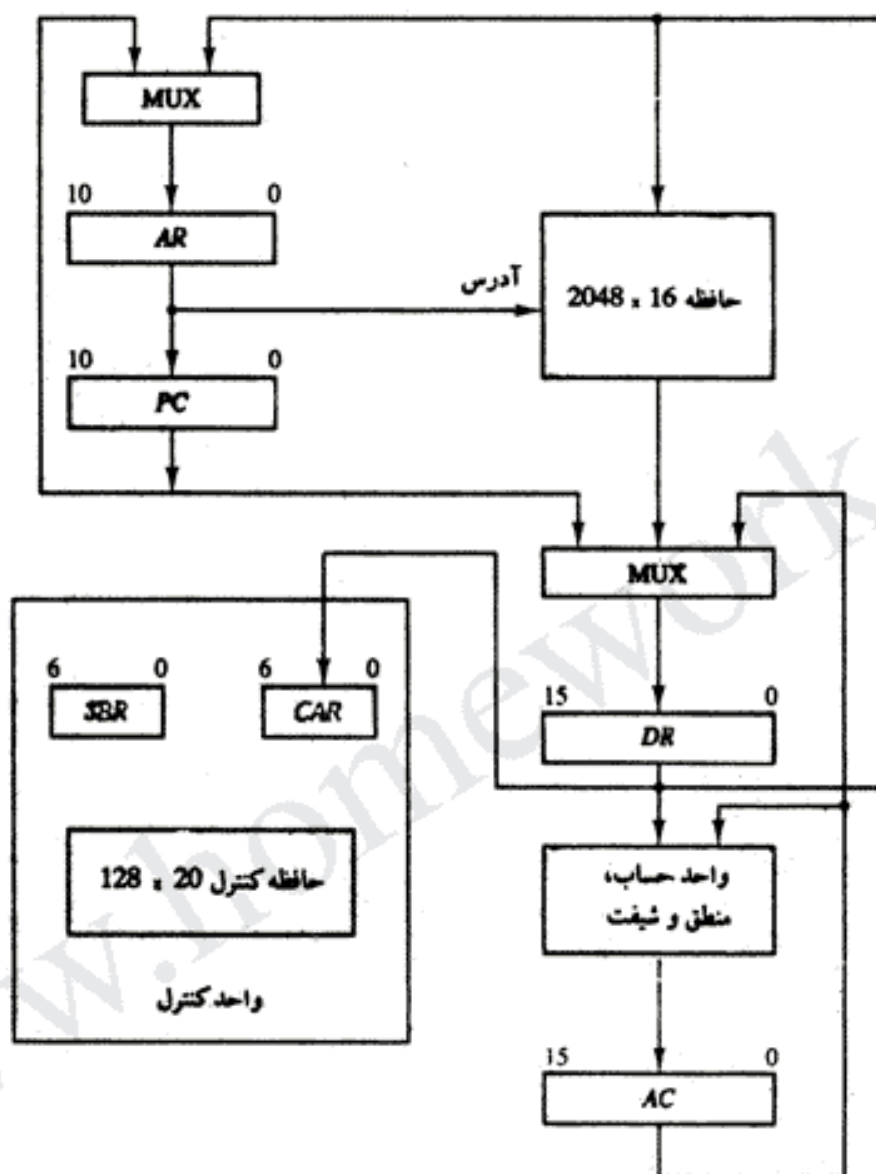 MUX
10 0
AR
آدرس
حافظه 16 × 2048
10 0
PC
MUX
6 0
SBR
6 0
CAR
15 0
DR
حافظه کنترل 20 × 128
واحد کنترل
واحد حساب،
منطق و شیفت
15 0
AC
w.homework